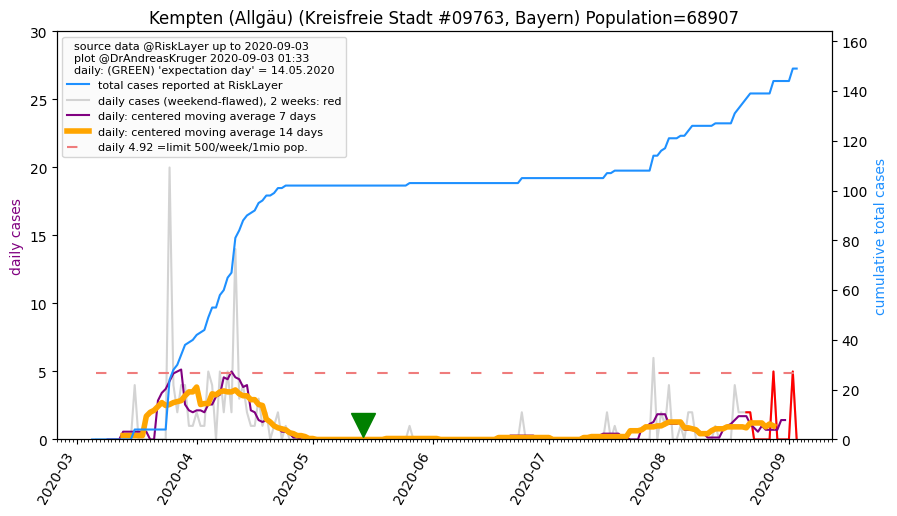 Kempten (Allgäu) (Kreisfreie Stadt #09763, Bayern) Population=68907
source data @RiskLayer up to 2020-09-03
plot @DrAndreasKruger 2020-09-03 01:33
daily: (GREEN) 'expectation day' = 14.05.2020
total cases reported at RiskLayer
daily cases (weekend-flawed), 2 weeks: red
daily: centered moving average 7 days
daily: centered moving average 14 days
daily 4.92 =limit 500/week/1mio pop.
daily cases
30
25
20
15
10
5
0
cumulative total cases
160
140
120
100
80
60
40
20
0
2020-03
2020-04
2020-05
2020-06
2020-07
2020-08
2020-09